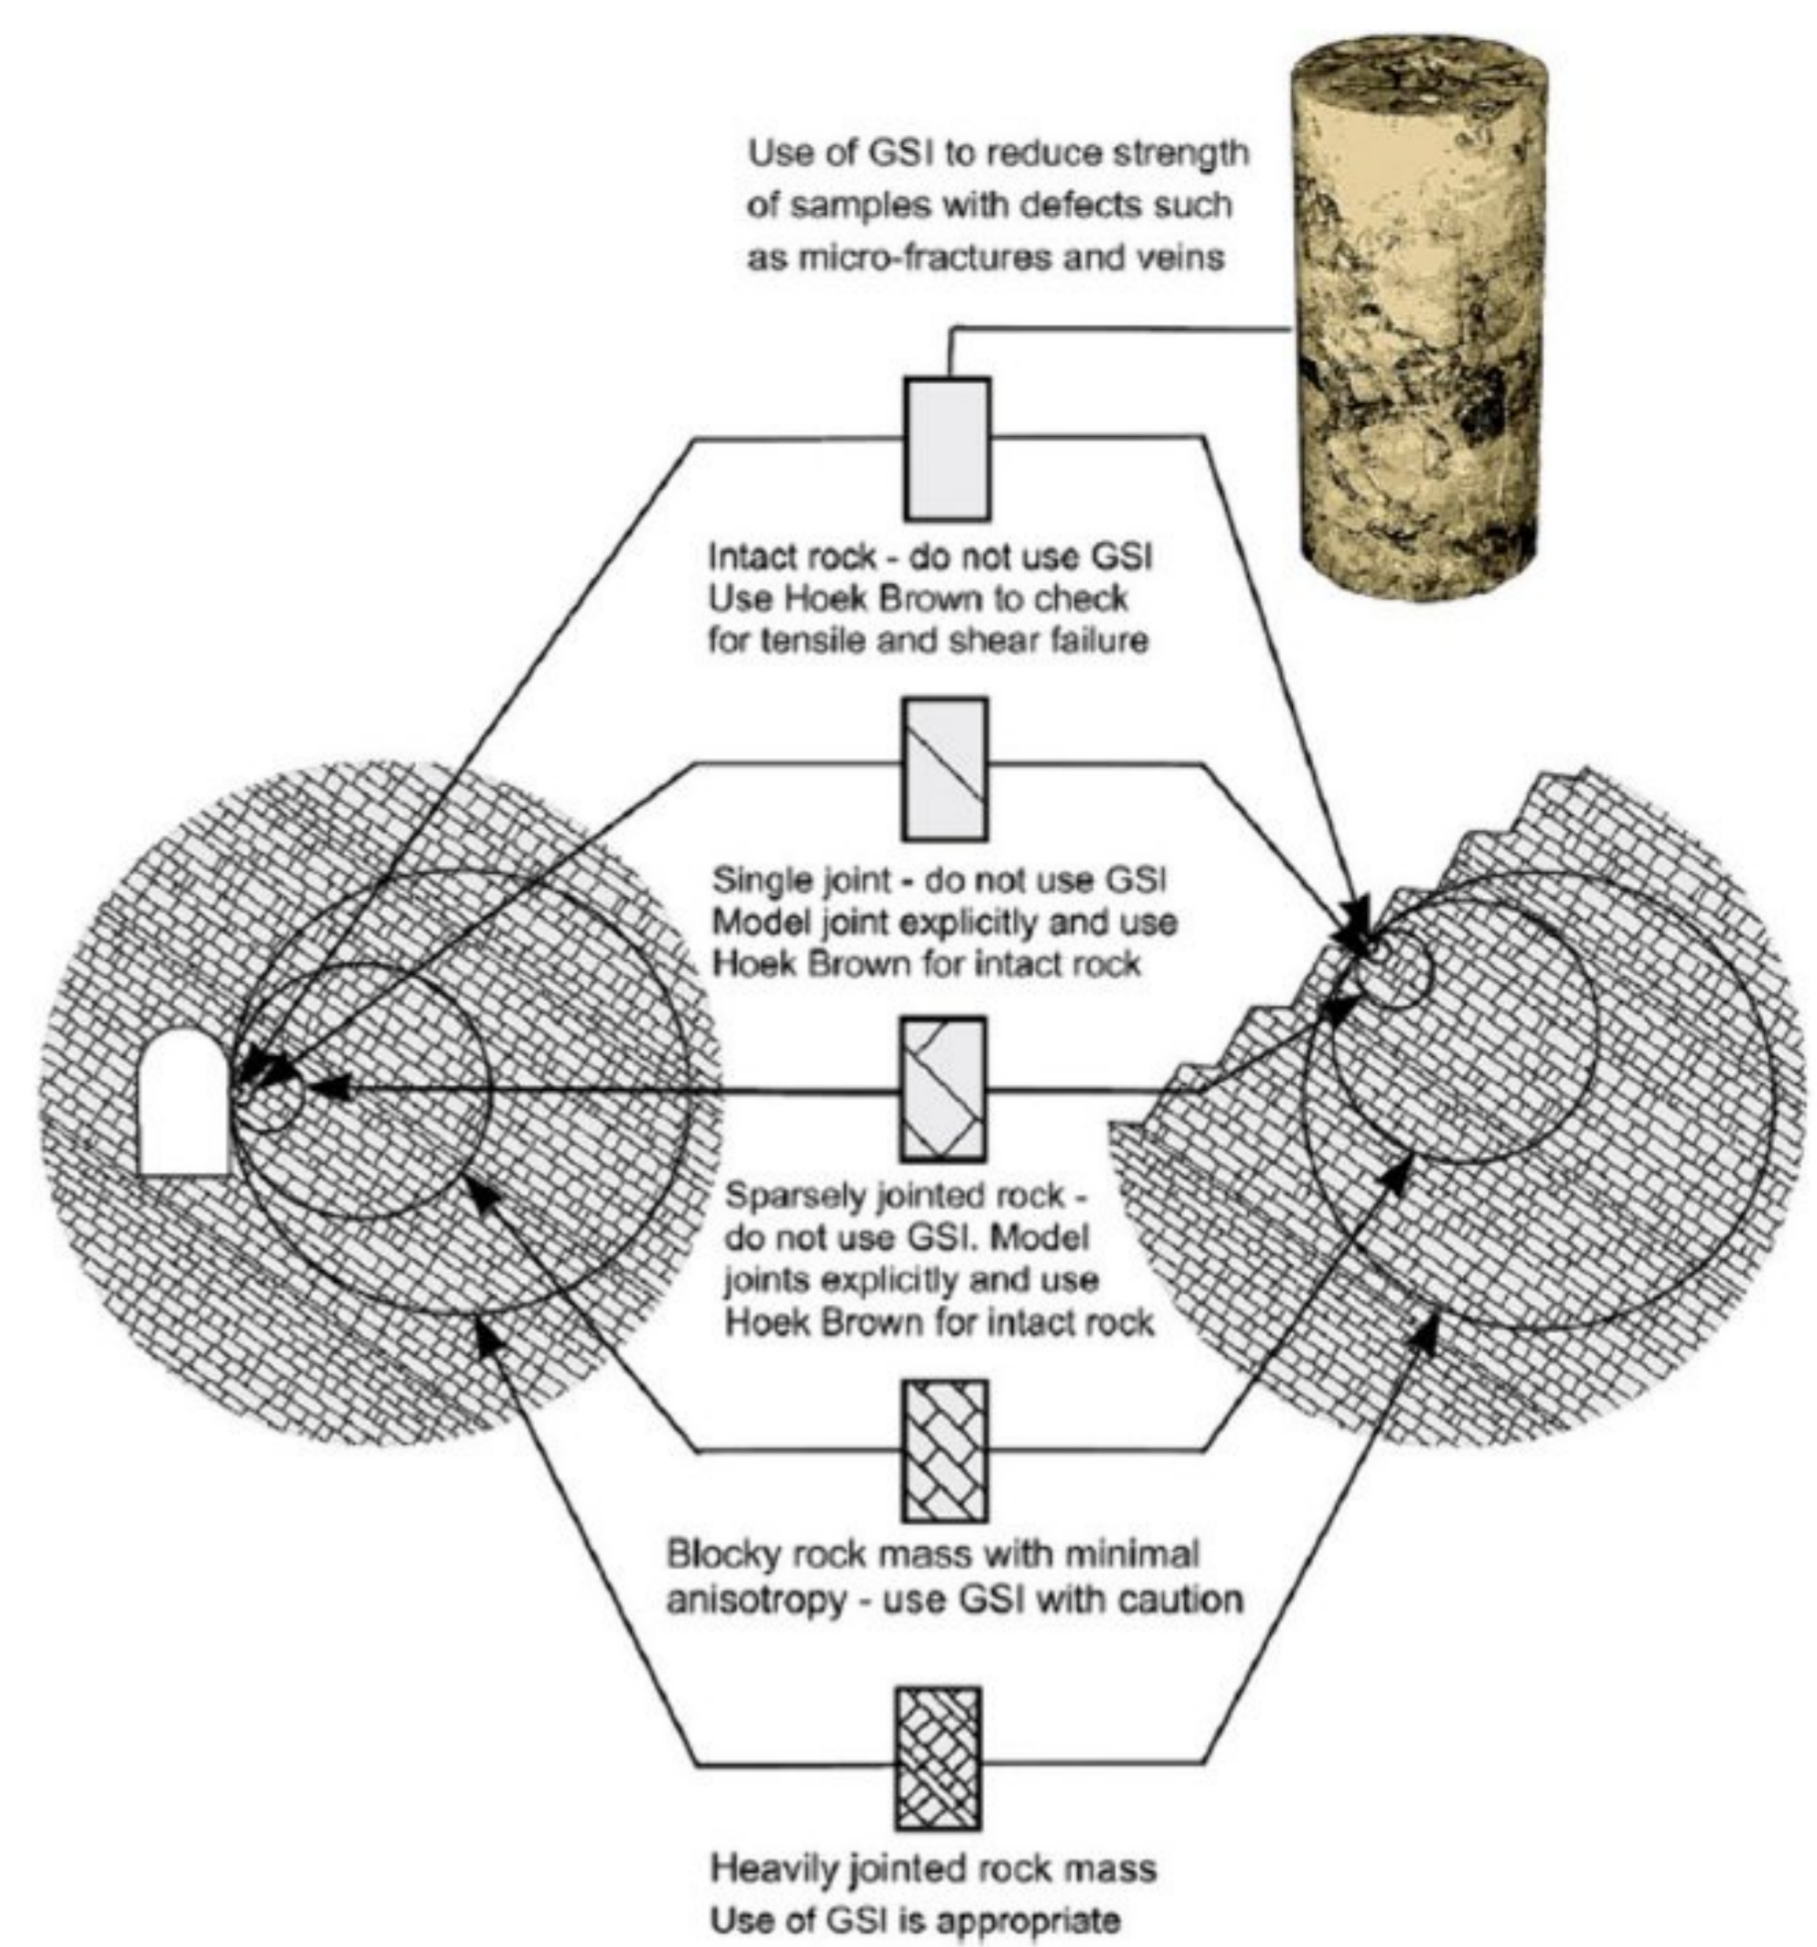 Use of GSI to reduce strength
of samples with defects such
as micro-fractures and veins
Intact rock - do not use GSI
Use Hoek Brown to check
for tensile and shear failure
Single joint - do not use GSI
Model joint explicitly and use
Hoek Brown for intact rock
Sparsely jointed rock -
do not use GSI. Model
joints explicitly and use
Hoek Brown for intact rock
Blocky rock mass with minimal
anisotropy - use GSI with caution
Heavily jointed rock mass
Use of GSI is appropriate